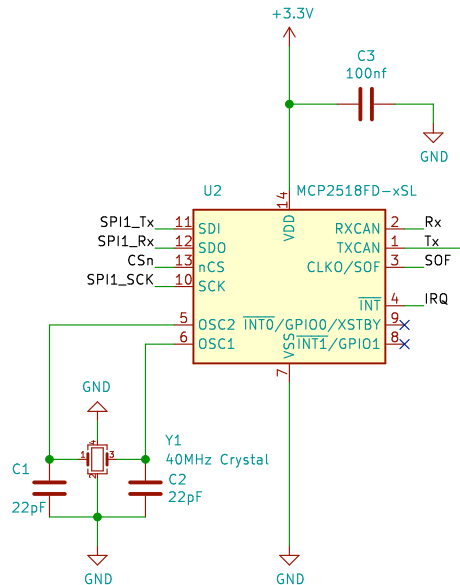 +3.3V
C3
100nf
GND
U2
MCP2518FD-xSL
14
VDD
SPI1_Tx 11 SDI
RXCAN 2 Rx
SPI1_Rx 12 SDO
TXCAN 1 Tx
CSn 13 nCS
CLKO/SOF 3 SOF
SPI1_SCK 10 SCK
INT 4 IRQ
5 OSC2
INT0/GPIO0/XSTBY 9
6 OSC1
INT1/GPIO1 8
VSS
7
GND
Y1
40MHz Crystal
4
1
3
2
C1
22pF
C2
22pF
GND
GND